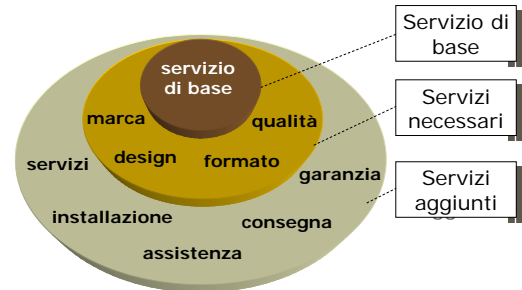 Servizio di
base
servizio
di base
Servizi
necessari
marca
qualità
design
formato
servizi
garanzia
Servizi
aggiunti
installazione
consegna
assistenza